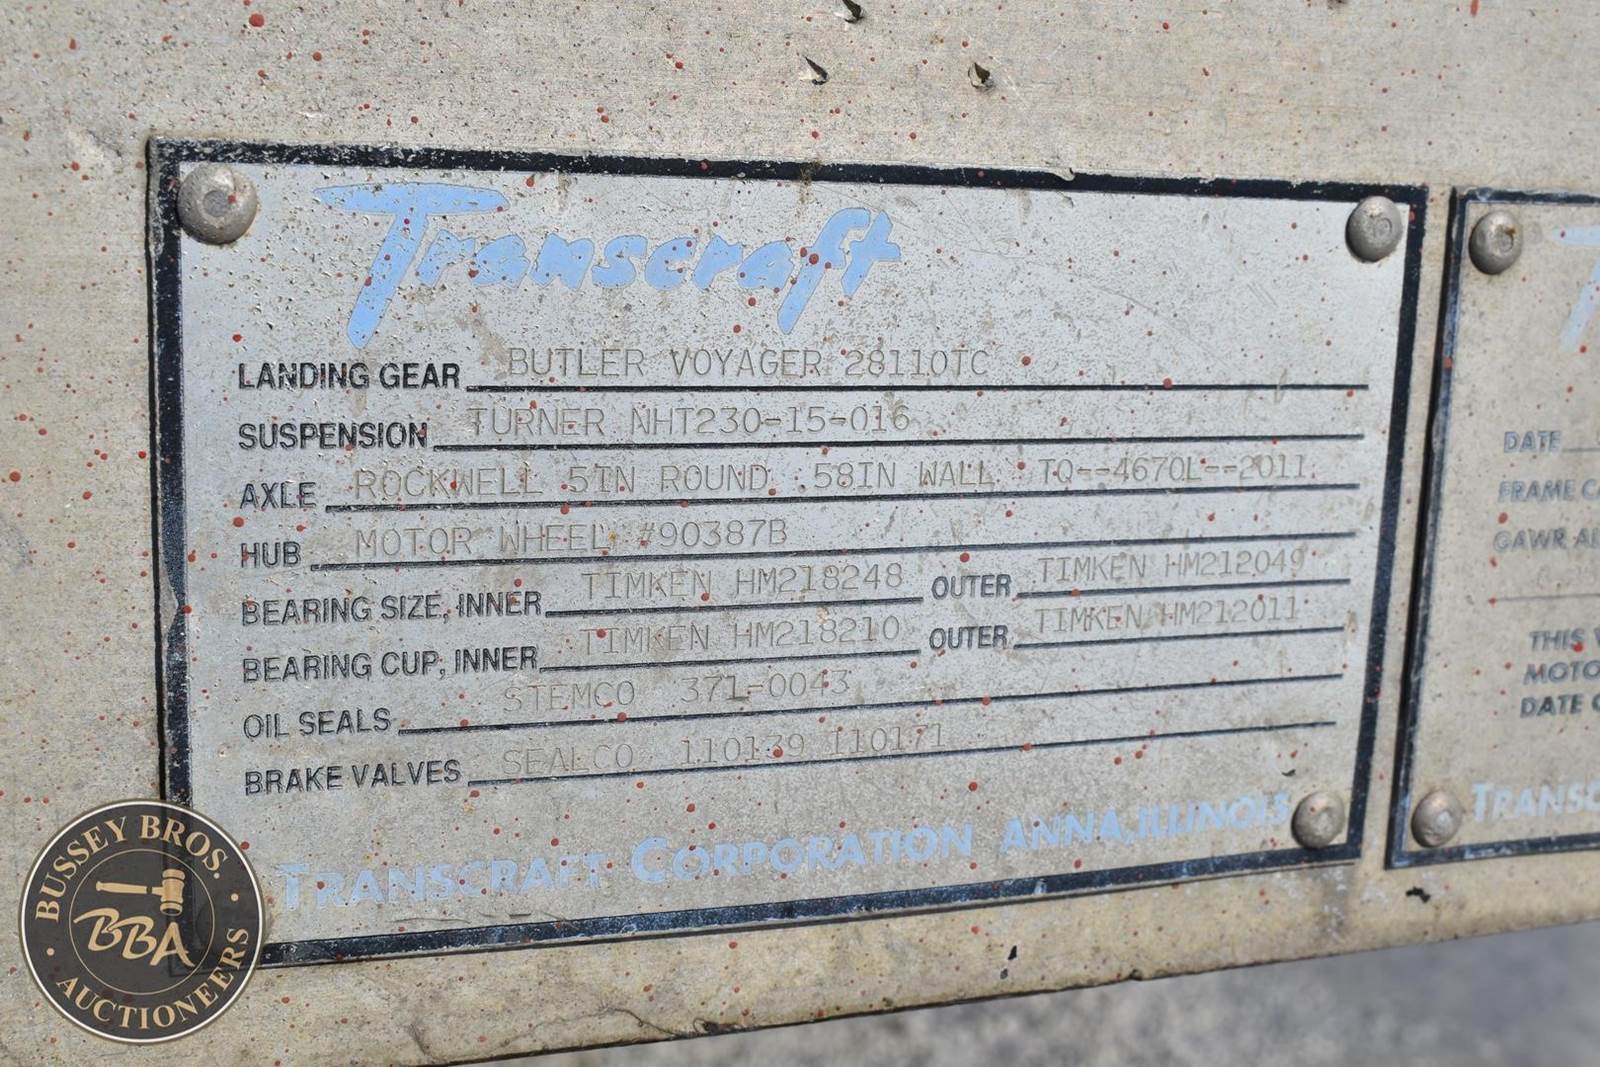 Transcraft
LANDING GEAR BUTLER VOYAGER 28110TC
SUSPENSION TURNER NHT230-15-016
AXLE ROCKWELL 5IN ROUND .58IN WALL TQ--4670L--2011
HUB MOTOR WHEEL #90387B
BEARING SIZE, INNER TIMKEN HM218248 OUTER TIMKEN HM212049
BEARING CUP, INNER TIMKEN HM218210 OUTER TIMKEN HM212011
OIL SEALS STEMCO 371-0043
BRAKE VALVES SEALCO 110139 110171
TRANSCRAFT CORPORATION ANNA, ILLINOIS
DATE
FRAME
GAWR
THIS
DATE
BUSSEY BROS.
BBA
AUCTIONEERS